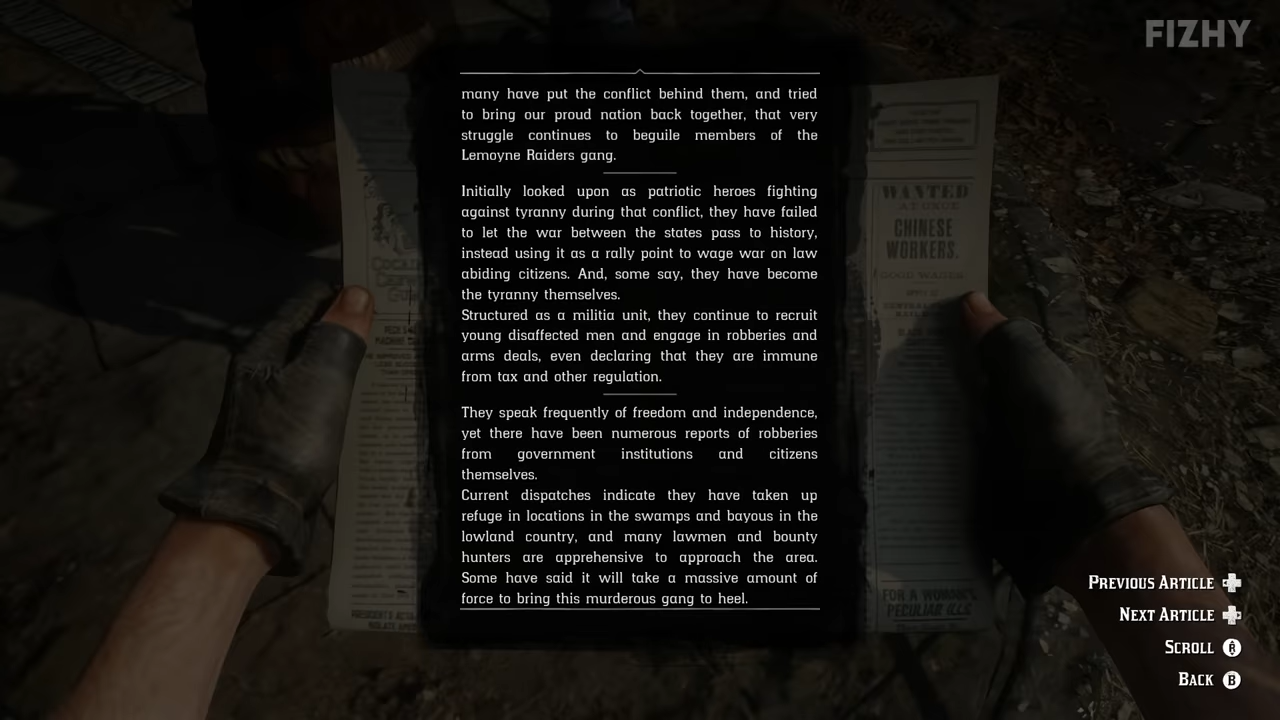 FIZHY
many have put the conflict behind them, and tried
to bring our proud nation back together, that very
struggle continues to beguile members of the
Lemoyne Raiders gang.
Initially looked upon as patriotic heroes fighting
against tyranny during that conflict, they have failed
to let the war between the states pass to history,
instead using it as a rally point to wage war on law
abiding citizens. And, some say, they have become
the tyranny themselves.
Structured as a militia unit, they continue to recruit
young disaffected men and engage in robberies and
arms deals, even declaring that they are immune
from tax and other regulation.
They speak frequently of freedom and independence,
yet there have been numerous reports of robberies
from government institutions and citizens
themselves.
Current dispatches indicate they have taken up
refuge in locations in the swamps and bayous in the
lowland country, and many lawmen and bounty
hunters are apprehensive to approach the area.
Some have said it will take a massive amount of
force to bring this murderous gang to heel.
WANTED
AT ONCE
CHINESE
WORKERS.
GOOD WAGES
FOR A WOMAN'S
PECULIAR ILLS
PREVIOUS ARTICLE
NEXT ARTICLE
SCROLL R
BACK B